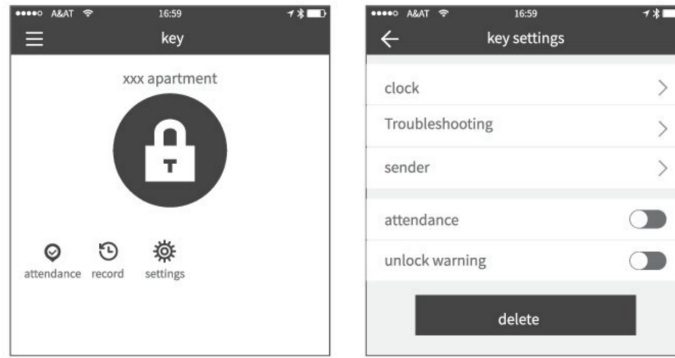 A&AT 16:59
key
xxx apartment
T
attendance record settings
A&AT 16:59
key settings
clock
Troubleshooting
sender
attendance
unlock warning
delete